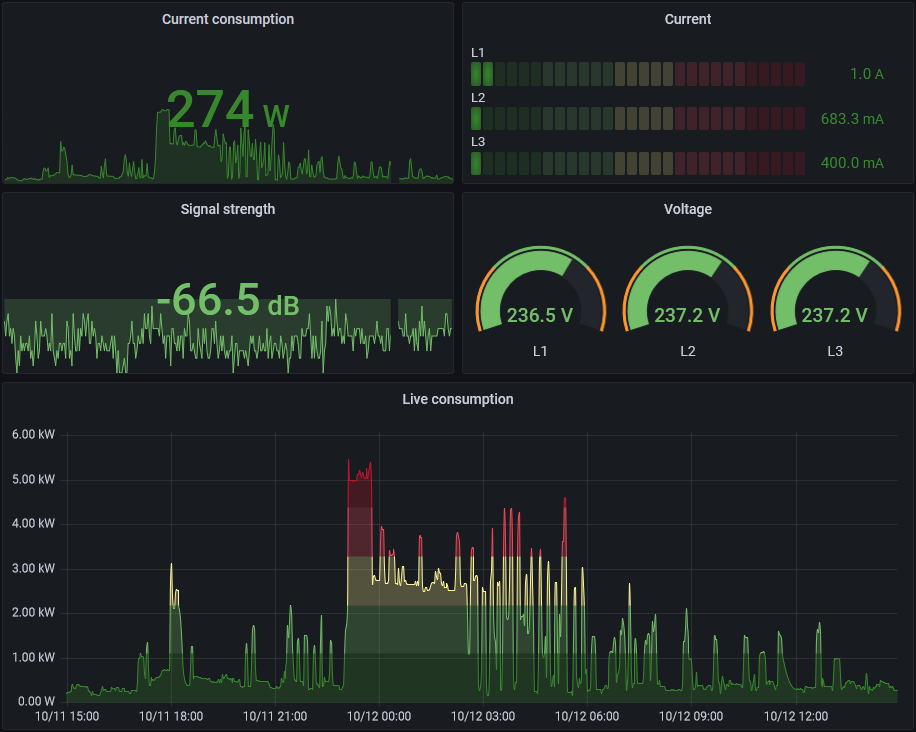 Current consumption
274 W
Current
L1
1.0 A
L2
683.3 mA
L3
400.0 mA
Signal strength
-66.5 dB
Voltage
236.5 V
237.2 V
237.2 V
L1
L2
L3
Live consumption
6.00 kW
5.00 kW
4.00 kW
3.00 kW
2.00 kW
1.00 kW
0.00 W
10/11 15:00 10/11 18:00 10/11 21:00 10/12 00:00 10/12 03:00 10/12 06:00 10/12 09:00 10/12 12:00